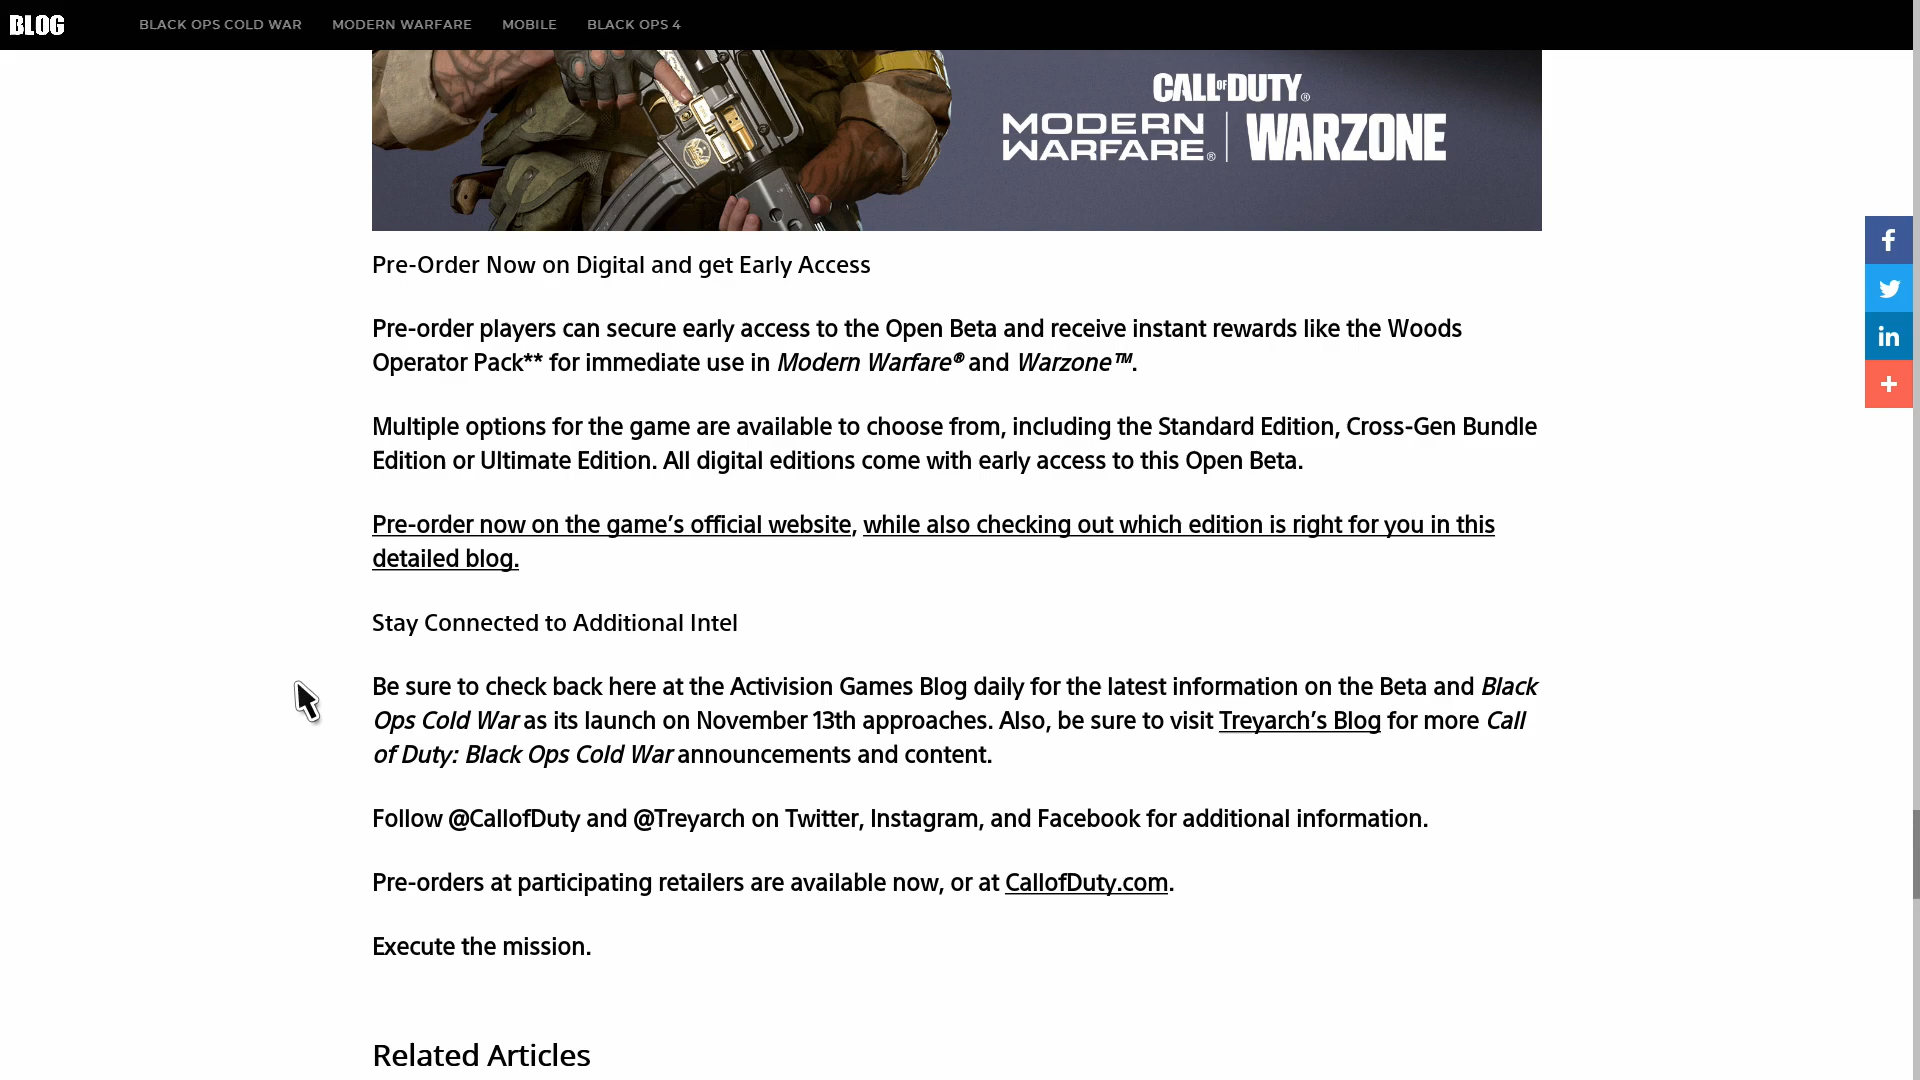 BLOG
BLACK OPS COLD WAR MODERN WARFARE MOBILE BLACK OPS 4
CALL OF DUTY®
MODERN WARFARE® | WARZONE
Pre-Order Now on Digital and get Early Access
Pre-order players can secure early access to the Open Beta and receive instant rewards like the Woods
Operator Pack** for immediate use in Modern Warfare® and Warzone™.
Multiple options for the game are available to choose from, including the Standard Edition, Cross-Gen Bundle
Edition or Ultimate Edition. All digital editions come with early access to this Open Beta.
Pre-order now on the game’s official website, while also checking out which edition is right for you in this
detailed blog.
Stay Connected to Additional Intel
Be sure to check back here at the Activision Games Blog daily for the latest information on the Beta and Black
Ops Cold War as its launch on November 13th approaches. Also, be sure to visit Treyarch’s Blog for more Call
of Duty: Black Ops Cold War announcements and content.
Follow @CallofDuty and @Treyarch on Twitter, Instagram, and Facebook for additional information.
Pre-orders at participating retailers are available now, or at CallofDuty.com.
Execute the mission.
Related Articles